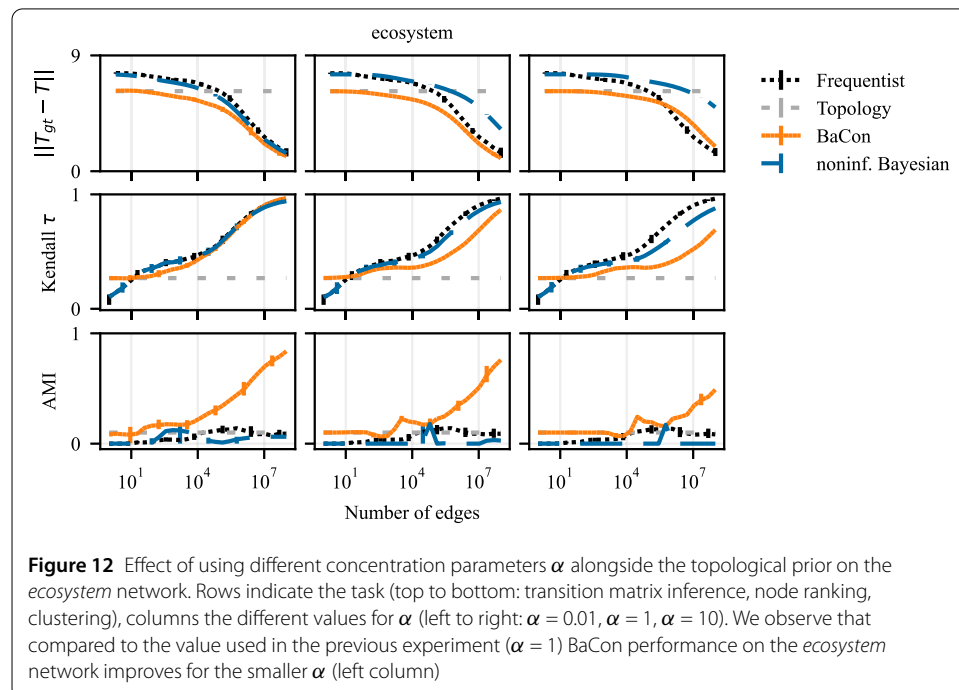 ecosystem
9
0
||T_gt − T||
1
0
Kendall τ
1
0
AMI
10^1 10^4 10^7 10^1 10^4 10^7 10^1 10^4 10^7
Number of edges
Frequentist
Topology
BaCon
noninf. Bayesian
Figure 12 Effect of using different concentration parameters α alongside the topological prior on the
ecosystem network. Rows indicate the task (top to bottom: transition matrix inference, node ranking,
clustering), columns the different values for α (left to right: α = 0.01, α = 1, α = 10). We observe that
compared to the value used in the previous experiment (α = 1) BaCon performance on the ecosystem
network improves for the smaller α (left column)